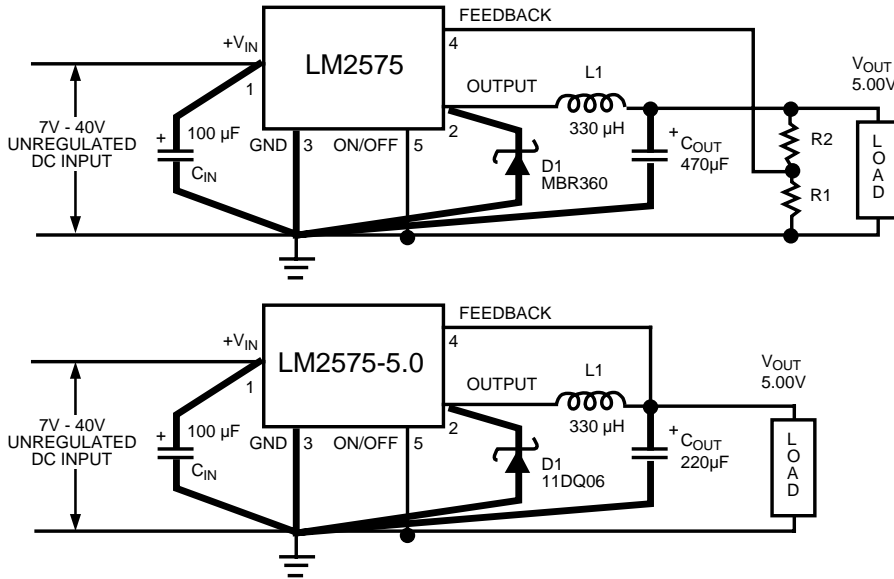 FEEDBACK
+VIN
4
LM2575
L1
VOUT
5.00V
OUTPUT
1
7V - 40V
UNREGULATED
DC INPUT
+
100 µF
CIN
GND
3
ON/OFF
5
2
330 µH
D1
MBR360
+
COUT
470µF
R2
R1
LOAD
FEEDBACK
+VIN
4
LM2575-5.0
L1
VOUT
5.00V
OUTPUT
1
7V - 40V
UNREGULATED
DC INPUT
+
100 µF
CIN
GND
3
ON/OFF
5
2
330 µH
D1
11DQ06
+
COUT
220µF
LOAD